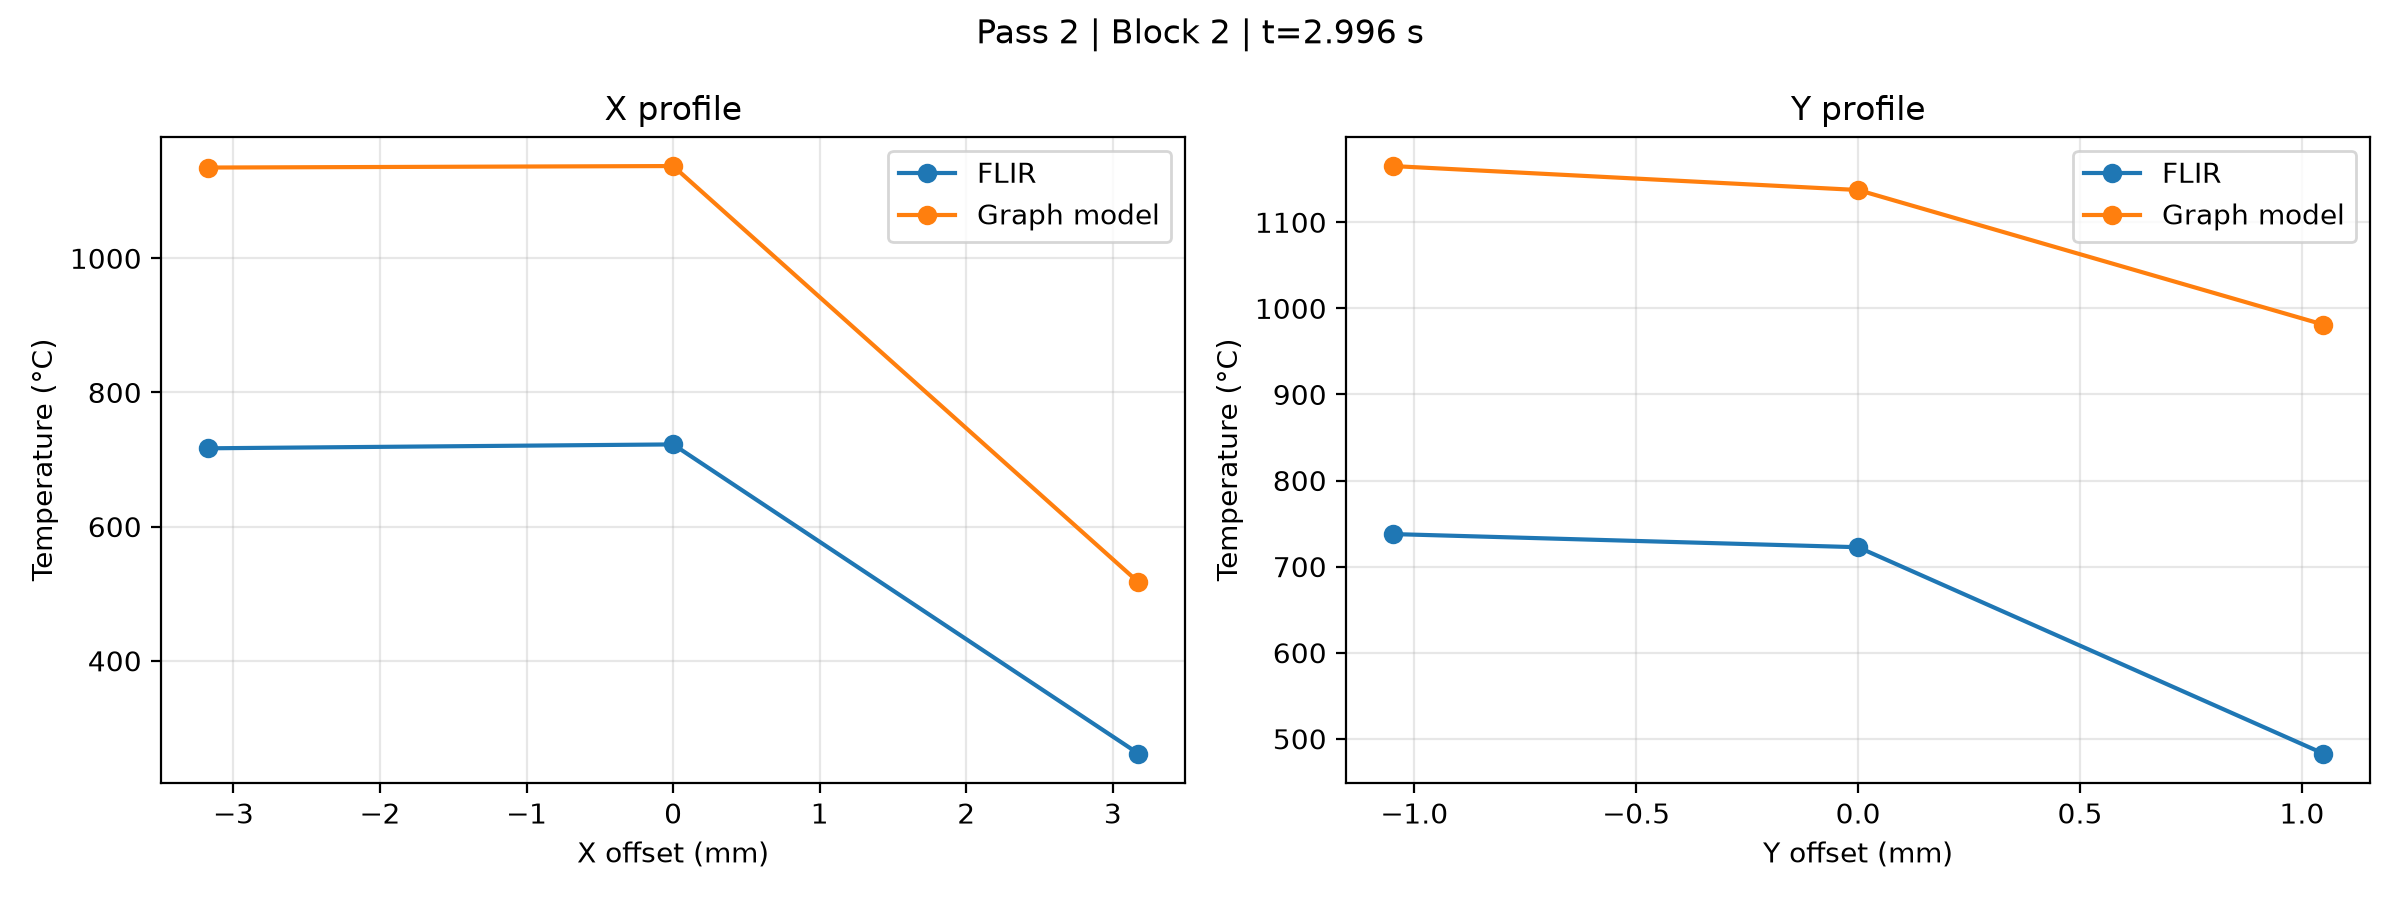 Pass 2 | Block 2 | t=2.996 s
X profile
FLIR
Graph model
1000
800
600
400
Temperature (°C)
−3 −2 −1 0 1 2 3
X offset (mm)
Y profile
FLIR
Graph model
1100
1000
900
800
700
600
500
Temperature (°C)
−1.0 −0.5 0.0 0.5 1.0
Y offset (mm)